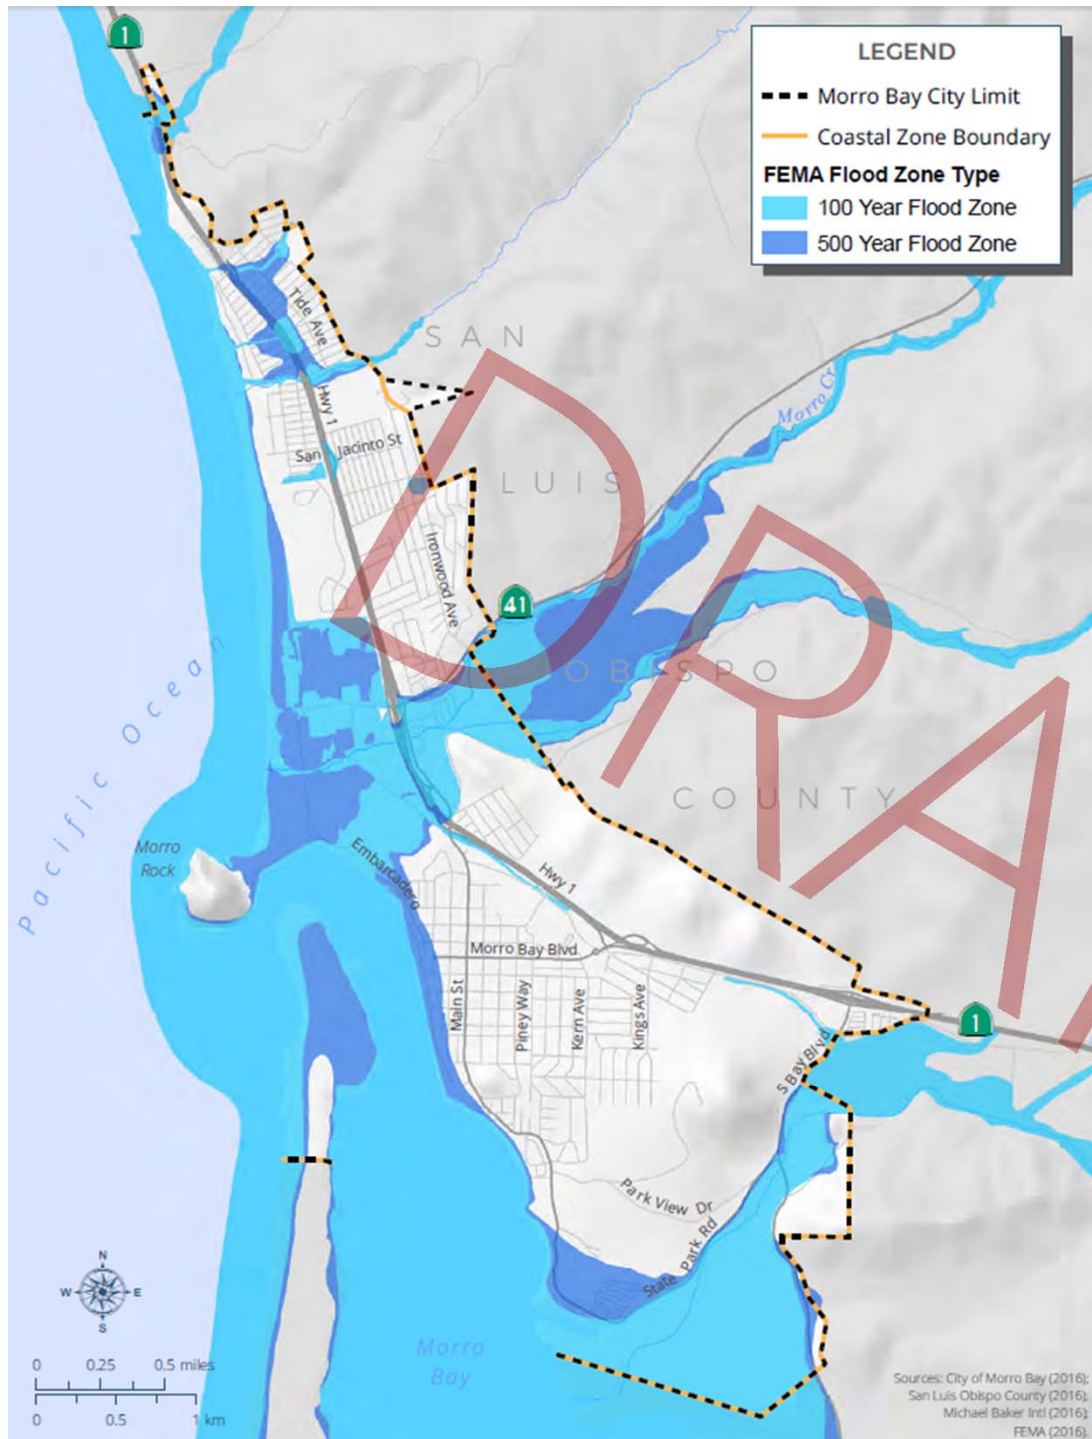 1
LEGEND
Morro Bay City Limit
Coastal Zone Boundary
FEMA Flood Zone Type
100 Year Flood Zone
500 Year Flood Zone
Tide Ave
SAN
Hwy 1
Morro Cr
San Jacinto St
LUIS
Ironwood Ave
41
OBISPO
Pacific Ocean
COUNTY
Morro
Rock
Embarcadero
Hwy 1
Morro Bay Blvd
Main St
Piney Way
Kern Ave
Kings Ave
1
S Bay Blvd
Park View Dr
State Park Rd
N
W E
S
Morro
Bay
0 0.25 0.5 miles
0 0.5 1 km
Sources: City of Morro Bay (2016);
San Luis Obispo County (2016);
Michael Baker Intl (2016);
FEMA (2016)
DRA